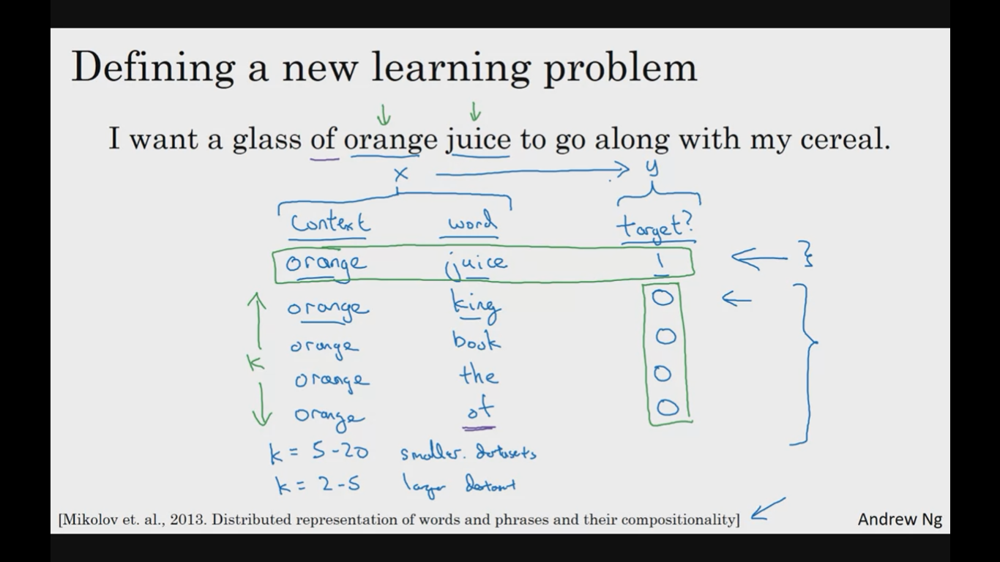 Defining a new learning problem
I want a glass of orange juice to go along with my cereal.
x y
context word target?
orange juice 1
orange king 0
orange book 0
k
orange the 0
orange of 0
k = 5-20 smaller. datasets
k = 2-5 larger dataset
[Mikolov et. al., 2013. Distributed representation of words and phrases and their compositionality]
Andrew Ng